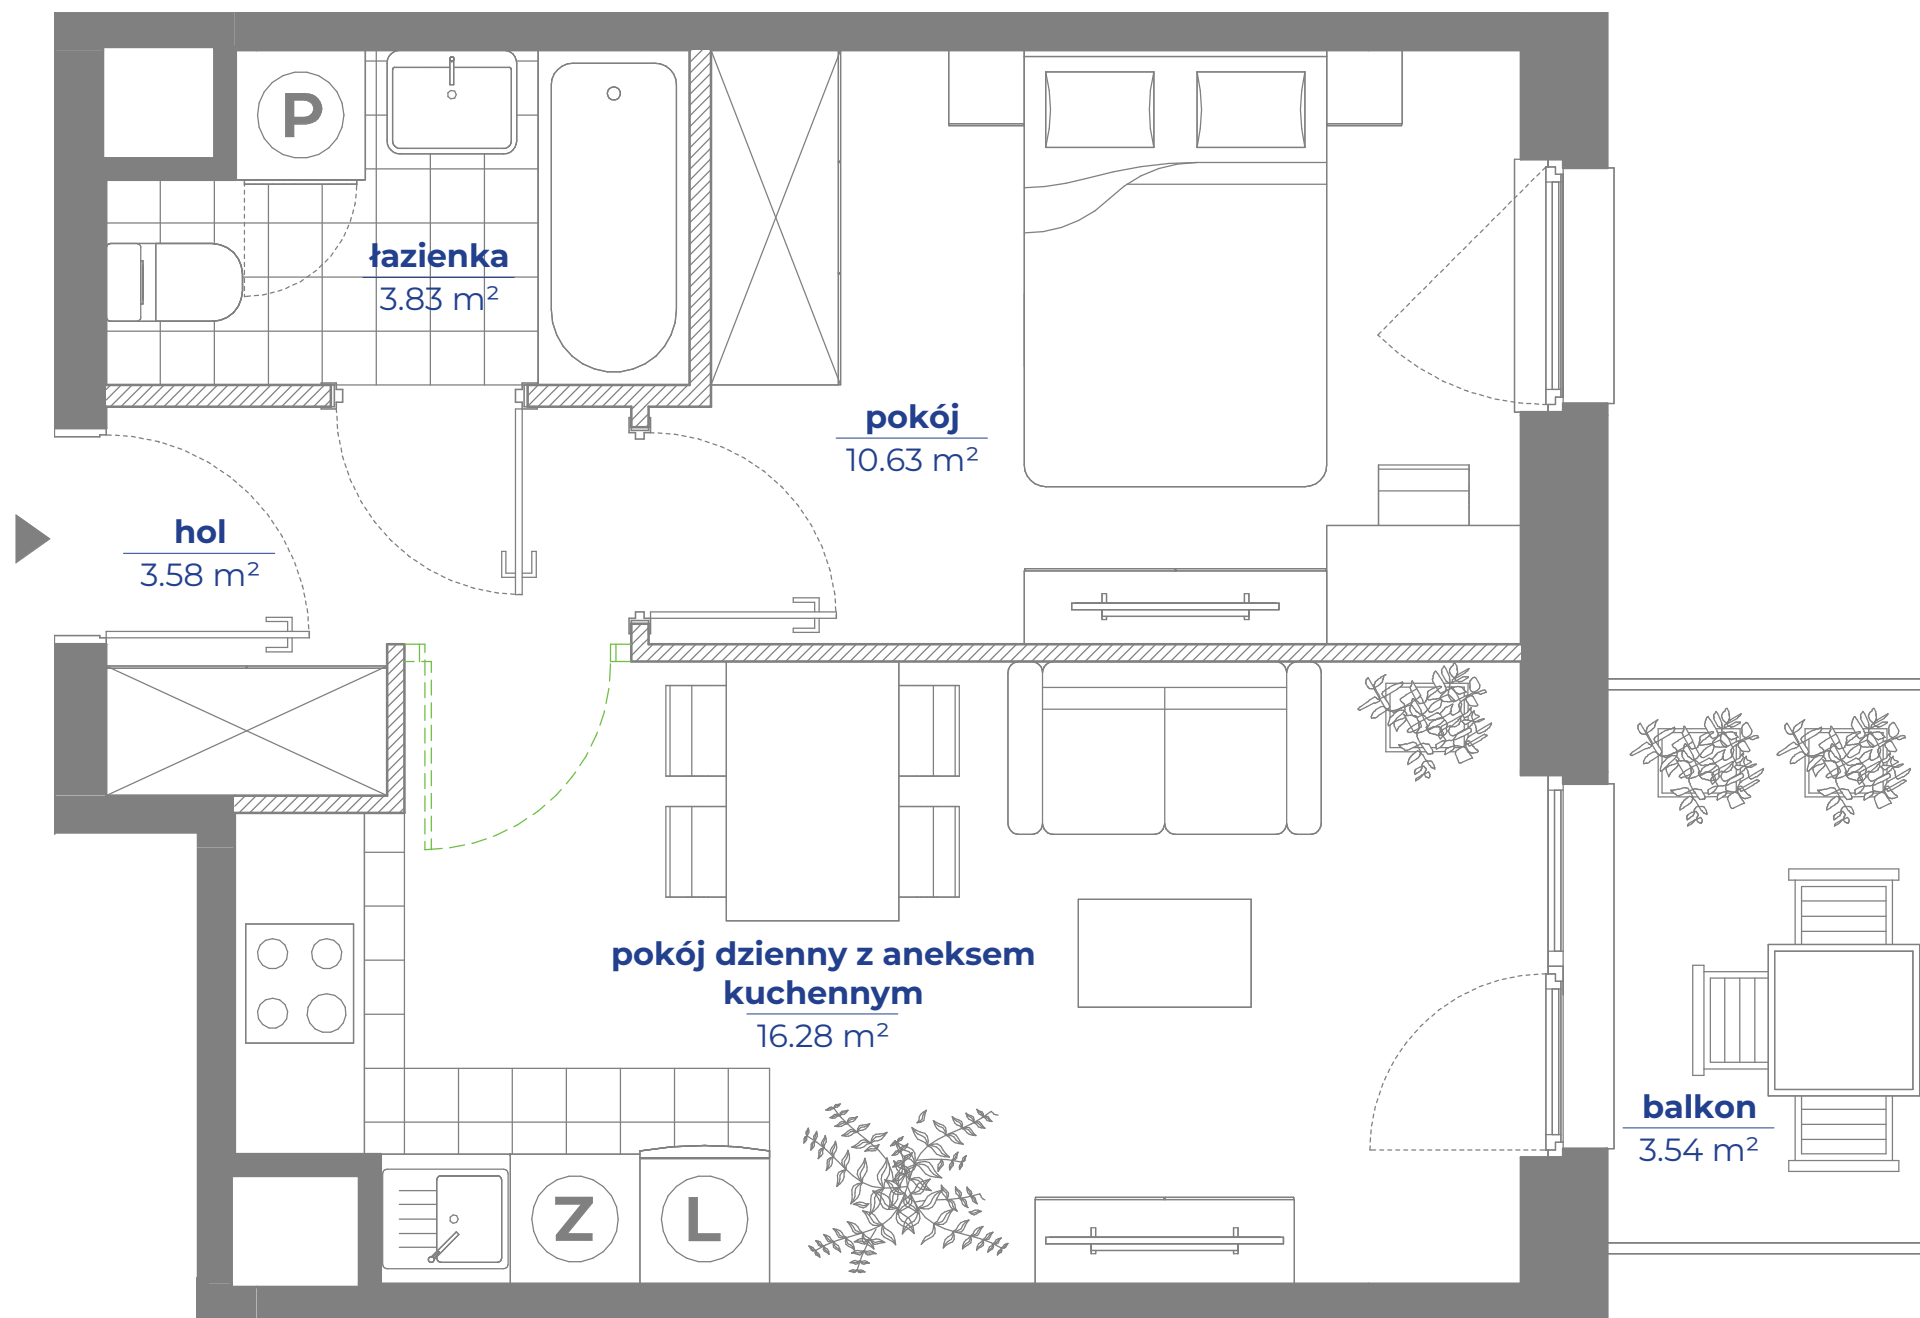 P
łazienka
3.83 m²
pokój
10.63 m²
hol
3.58 m²
pokój dzienny z aneksem
kuchennym
16.28 m²
balkon
3.54 m²
Z
L